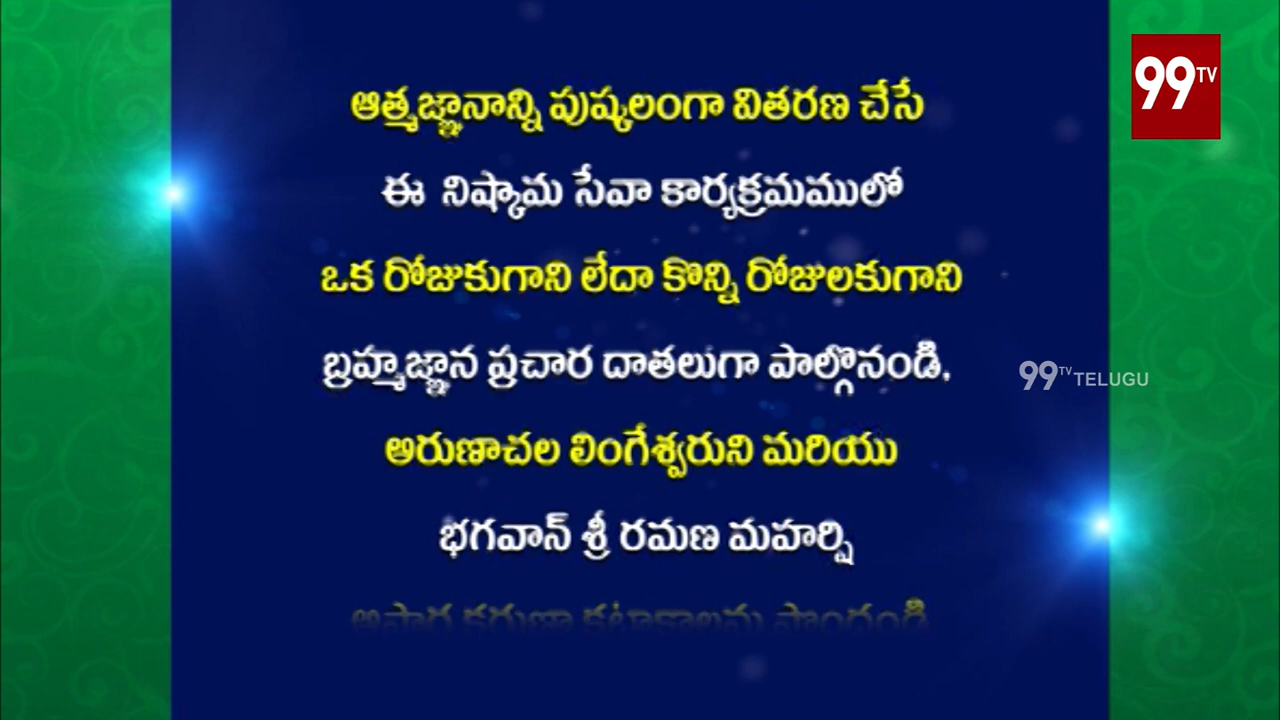 99TV
ఆత్మజ్ఞానాన్ని పుష్కలంగా వితరణ చేసే
ఈ నిష్కామ సేవా కార్యక్రమములో
ఒక రోజుకుగాని లేదా కొన్ని రోజులకుగాని
బ్రహ్మజ్ఞాన ప్రచార దాతలుగా పాల్గొనండి.
99TV TELUGU
అరుణాచల లింగేశ్వరుని మరియు
భగవాన్ శ్రీ రమణ మహర్షి